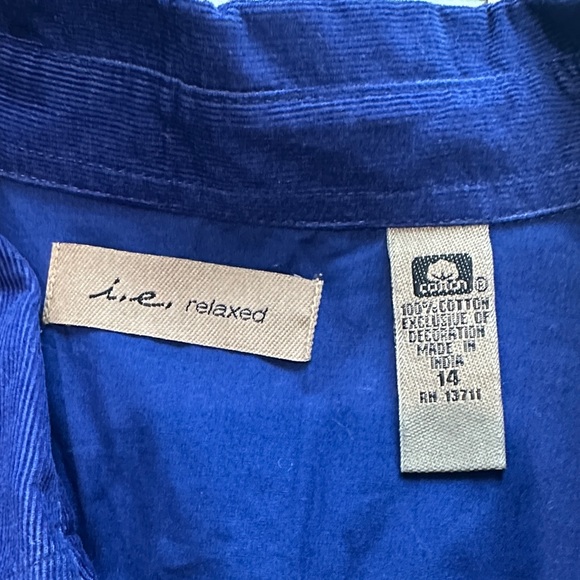 i.e. relaxed
cotton ®
100% COTTON
EXCLUSIVE OF
DECORATION
MADE IN
INDIA
14
RN 13711